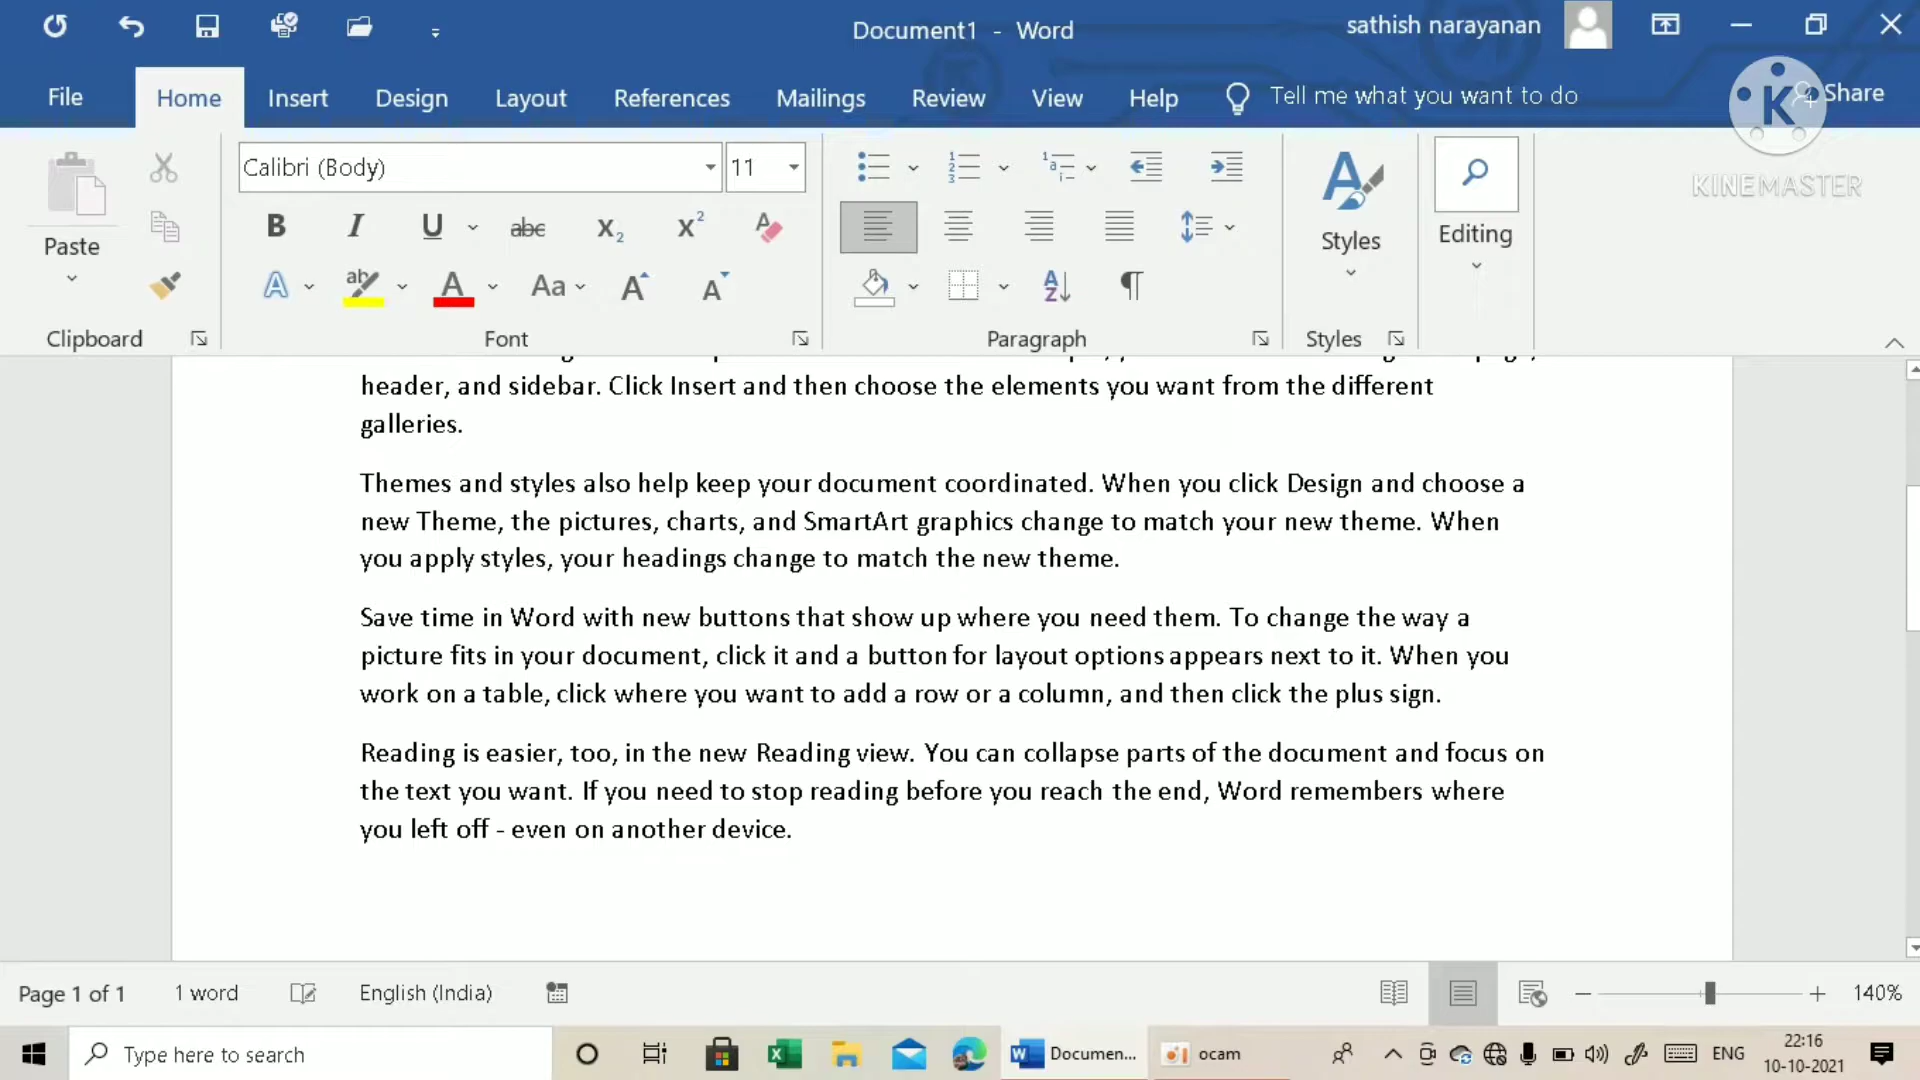 Document1 - Word
sathish narayanan
File
Home
Insert
Design
Layout
References
Mailings
Review
View
Help
Tell me what you want to do
Share
K
KINEMASTER
Paste
Clipboard
Calibri (Body)
11
B
I
U
abc
X₂
X²
A
ab
A
Aa
A
A
Font
Paragraph
Styles
Styles
Editing
header, and sidebar. Click Insert and then choose the elements you want from the different
galleries.
Themes and styles also help keep your document coordinated. When you click Design and choose a
new Theme, the pictures, charts, and SmartArt graphics change to match your new theme. When
you apply styles, your headings change to match the new theme.
Save time in Word with new buttons that show up where you need them. To change the way a
picture fits in your document, click it and a button for layout options appears next to it. When you
work on a table, click where you want to add a row or a column, and then click the plus sign.
Reading is easier, too, in the new Reading view. You can collapse parts of the document and focus on
the text you want. If you need to stop reading before you reach the end, Word remembers where
you left off - even on another device.
Page 1 of 1
1 word
English (India)
140%
Type here to search
Documen...
ocam
ENG
22:16
10-10-2021